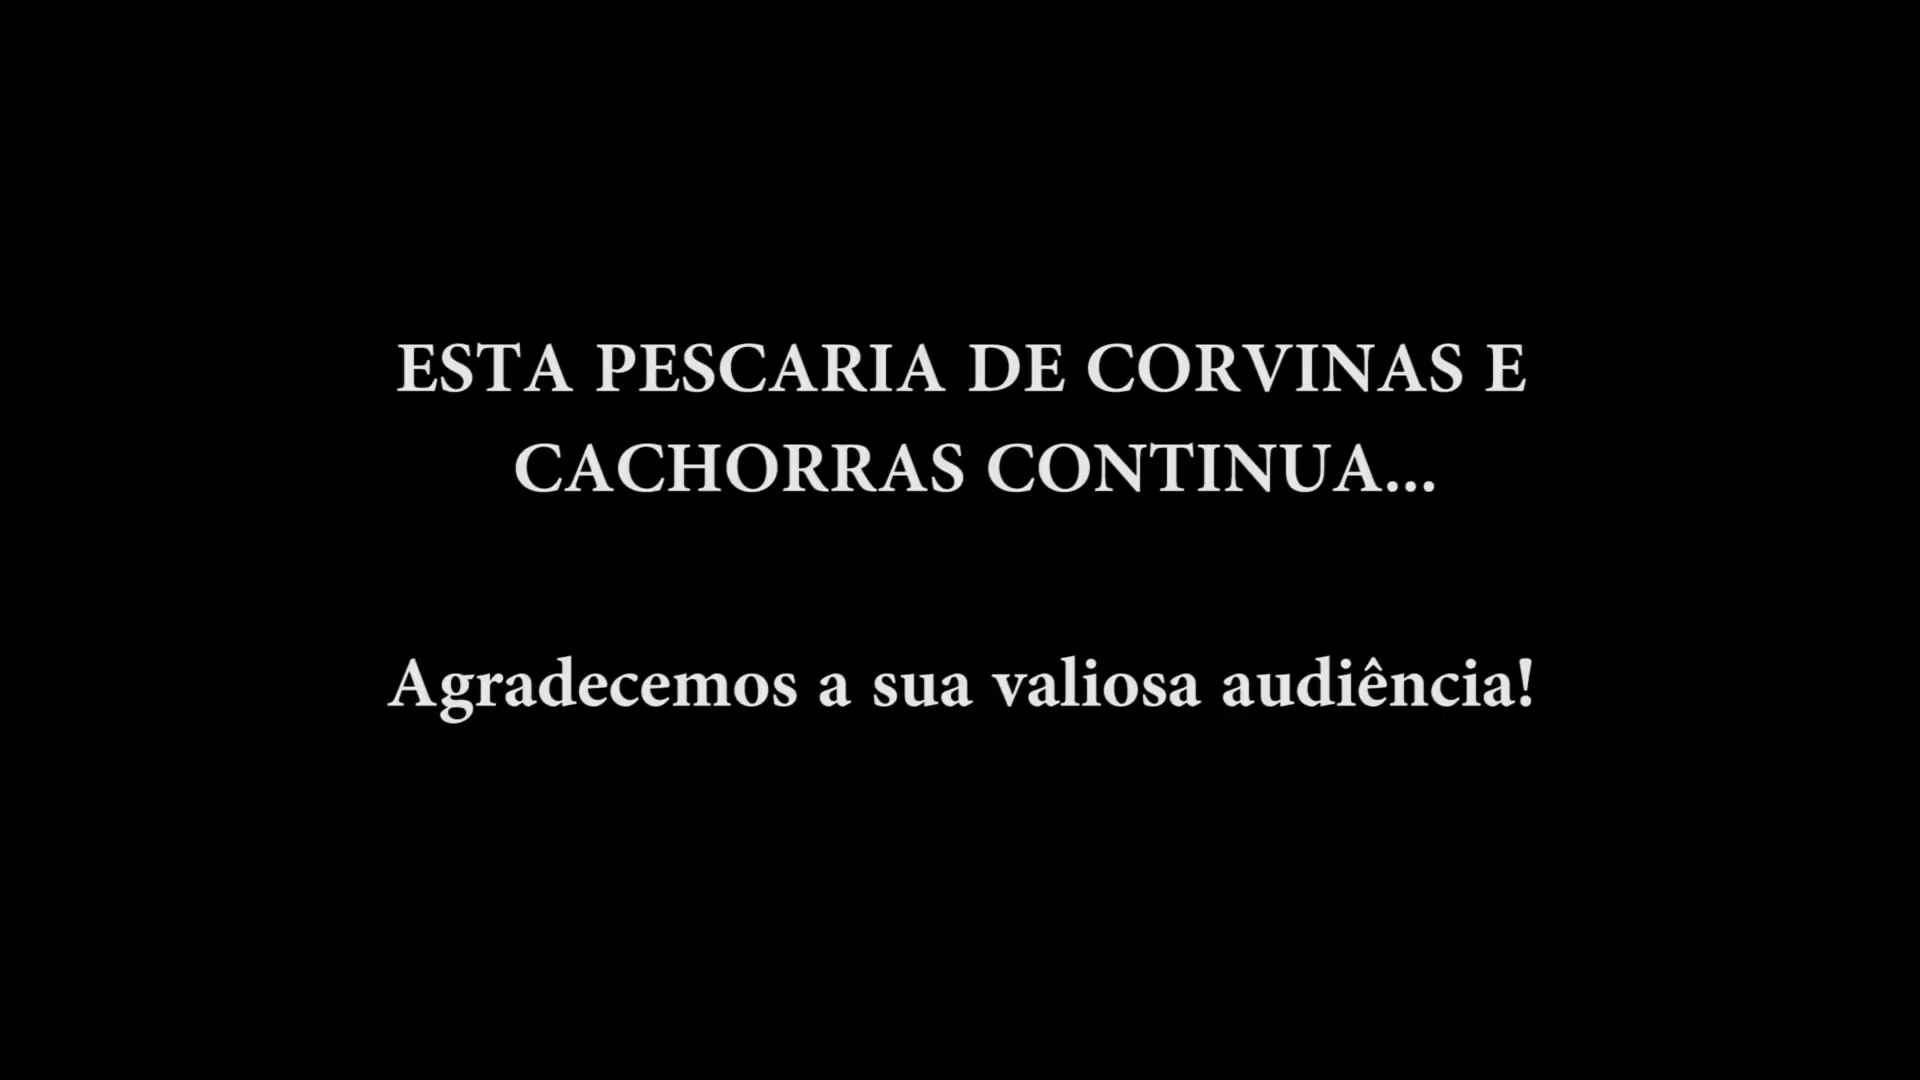 ESTA PESCARIA DE CORVINAS E
CACHORRAS CONTINUA...
Agradecemos a sua valiosa audiência!